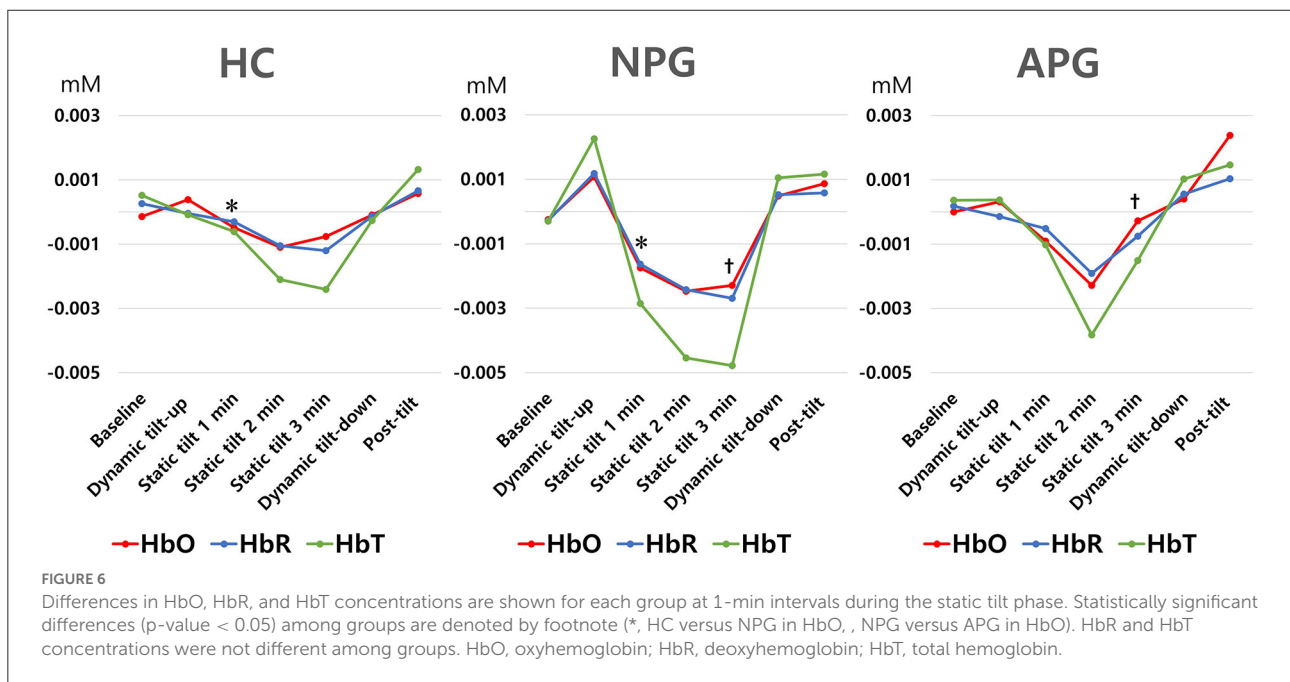 HC
NPG
APG
mM
mM
mM
0.003
0.001
-0.001
-0.003
-0.005
0.003
0.001
-0.001
-0.003
-0.005
0.003
0.001
-0.001
-0.003
-0.005
*
*
†
†
Baseline
Dynamic tilt-up
Static tilt 1 min
Static tilt 2 min
Static tilt 3 min
Dynamic tilt-down
Post-tilt
Baseline
Dynamic tilt-up
Static tilt 1 min
Static tilt 2 min
Static tilt 3 min
Dynamic tilt-down
Post-tilt
Baseline
Dynamic tilt-up
Static tilt 1 min
Static tilt 2 min
Static tilt 3 min
Dynamic tilt-down
Post-tilt
HbO HbR HbT
HbO HbR HbT
HbO HbR HbT
FIGURE 6
Differences in HbO, HbR, and HbT concentrations are shown for each group at 1-min intervals during the static tilt phase. Statistically significant
differences (p-value < 0.05) among groups are denoted by footnote (*, HC versus NPG in HbO, , NPG versus APG in HbO). HbR and HbT
concentrations were not different among groups. HbO, oxyhemoglobin; HbR, deoxyhemoglobin; HbT, total hemoglobin.